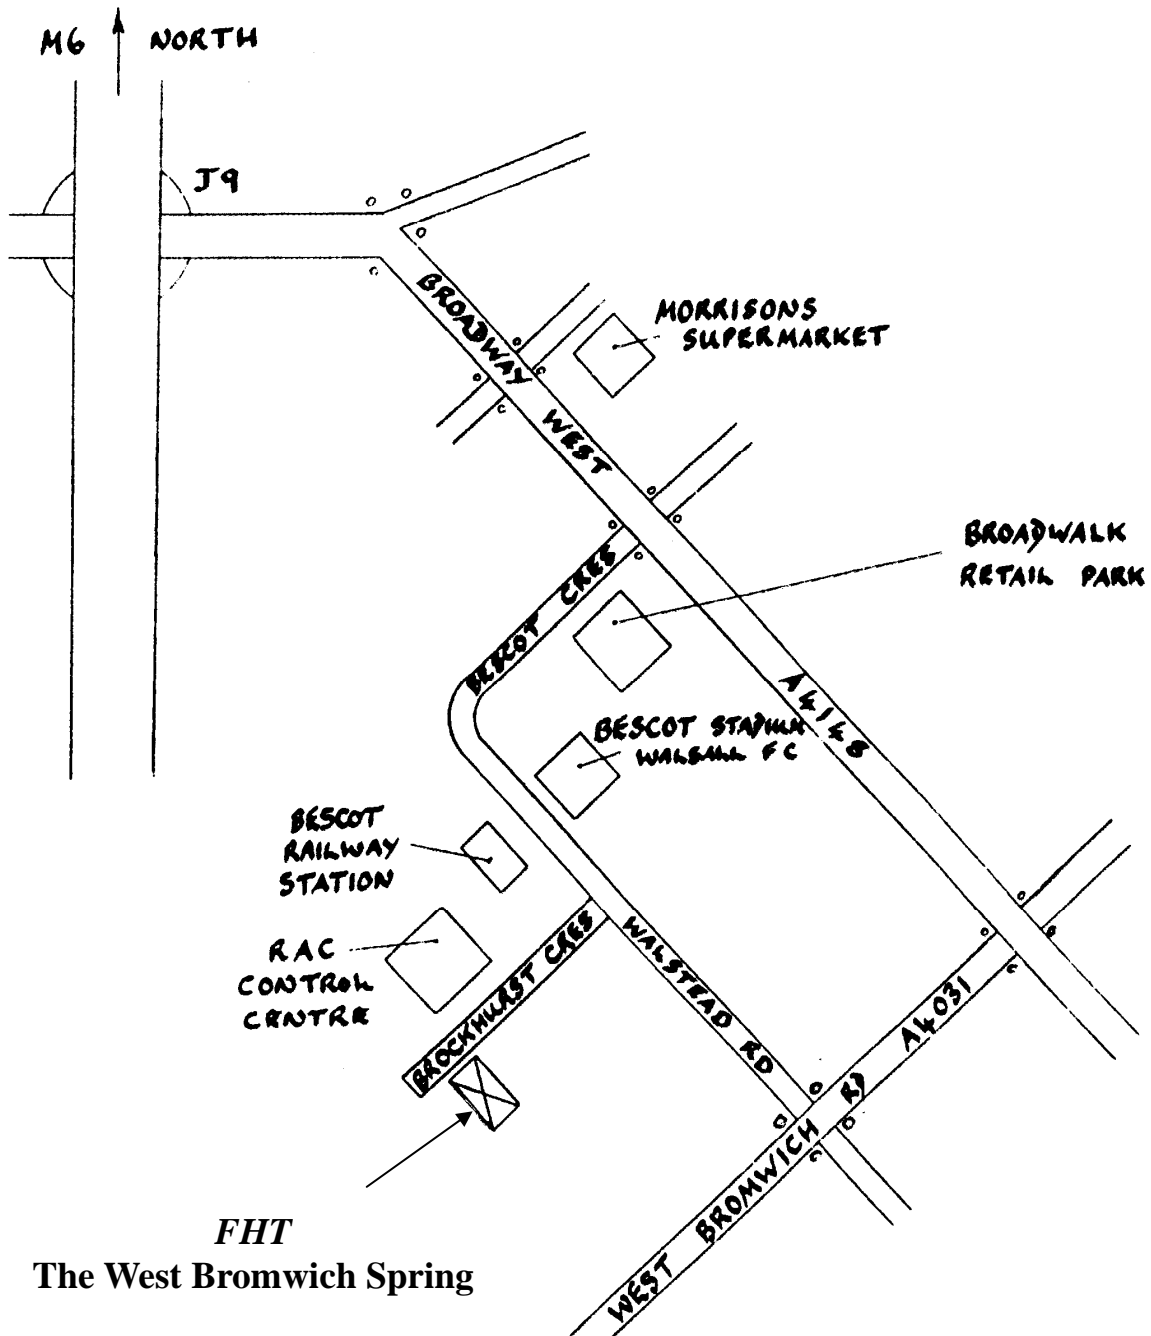 M6 NORTH
J9
BROADWAY WEST
MORRISONS
SUPERMARKET
BROADWALK
RETAIL PARK
BESCOT CRES
A4148
BESCOT STADIUM
WALSALL FC
BESCOT
RAILWAY
STATION
RAC
CONTROL
CENTRE
BROCKHURST CRES
WALSTEAD RD
A4031
WEST BROMWICH RD
FHT
The West Bromwich Spring